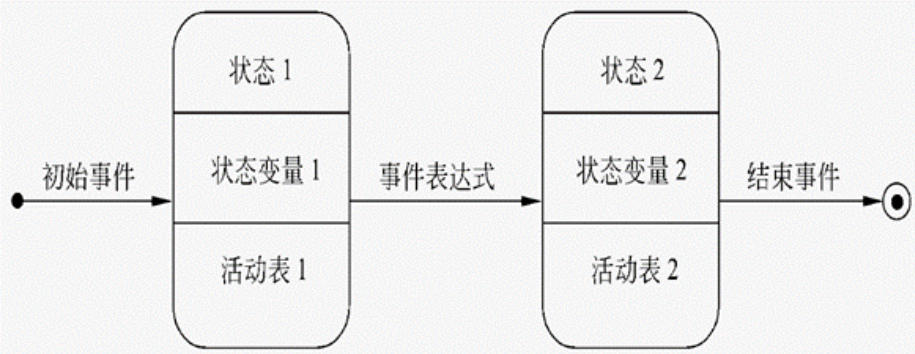 状态 1
状态变量 1
活动表 1
初始事件
事件表达式
状态 2
状态变量 2
活动表 2
结束事件